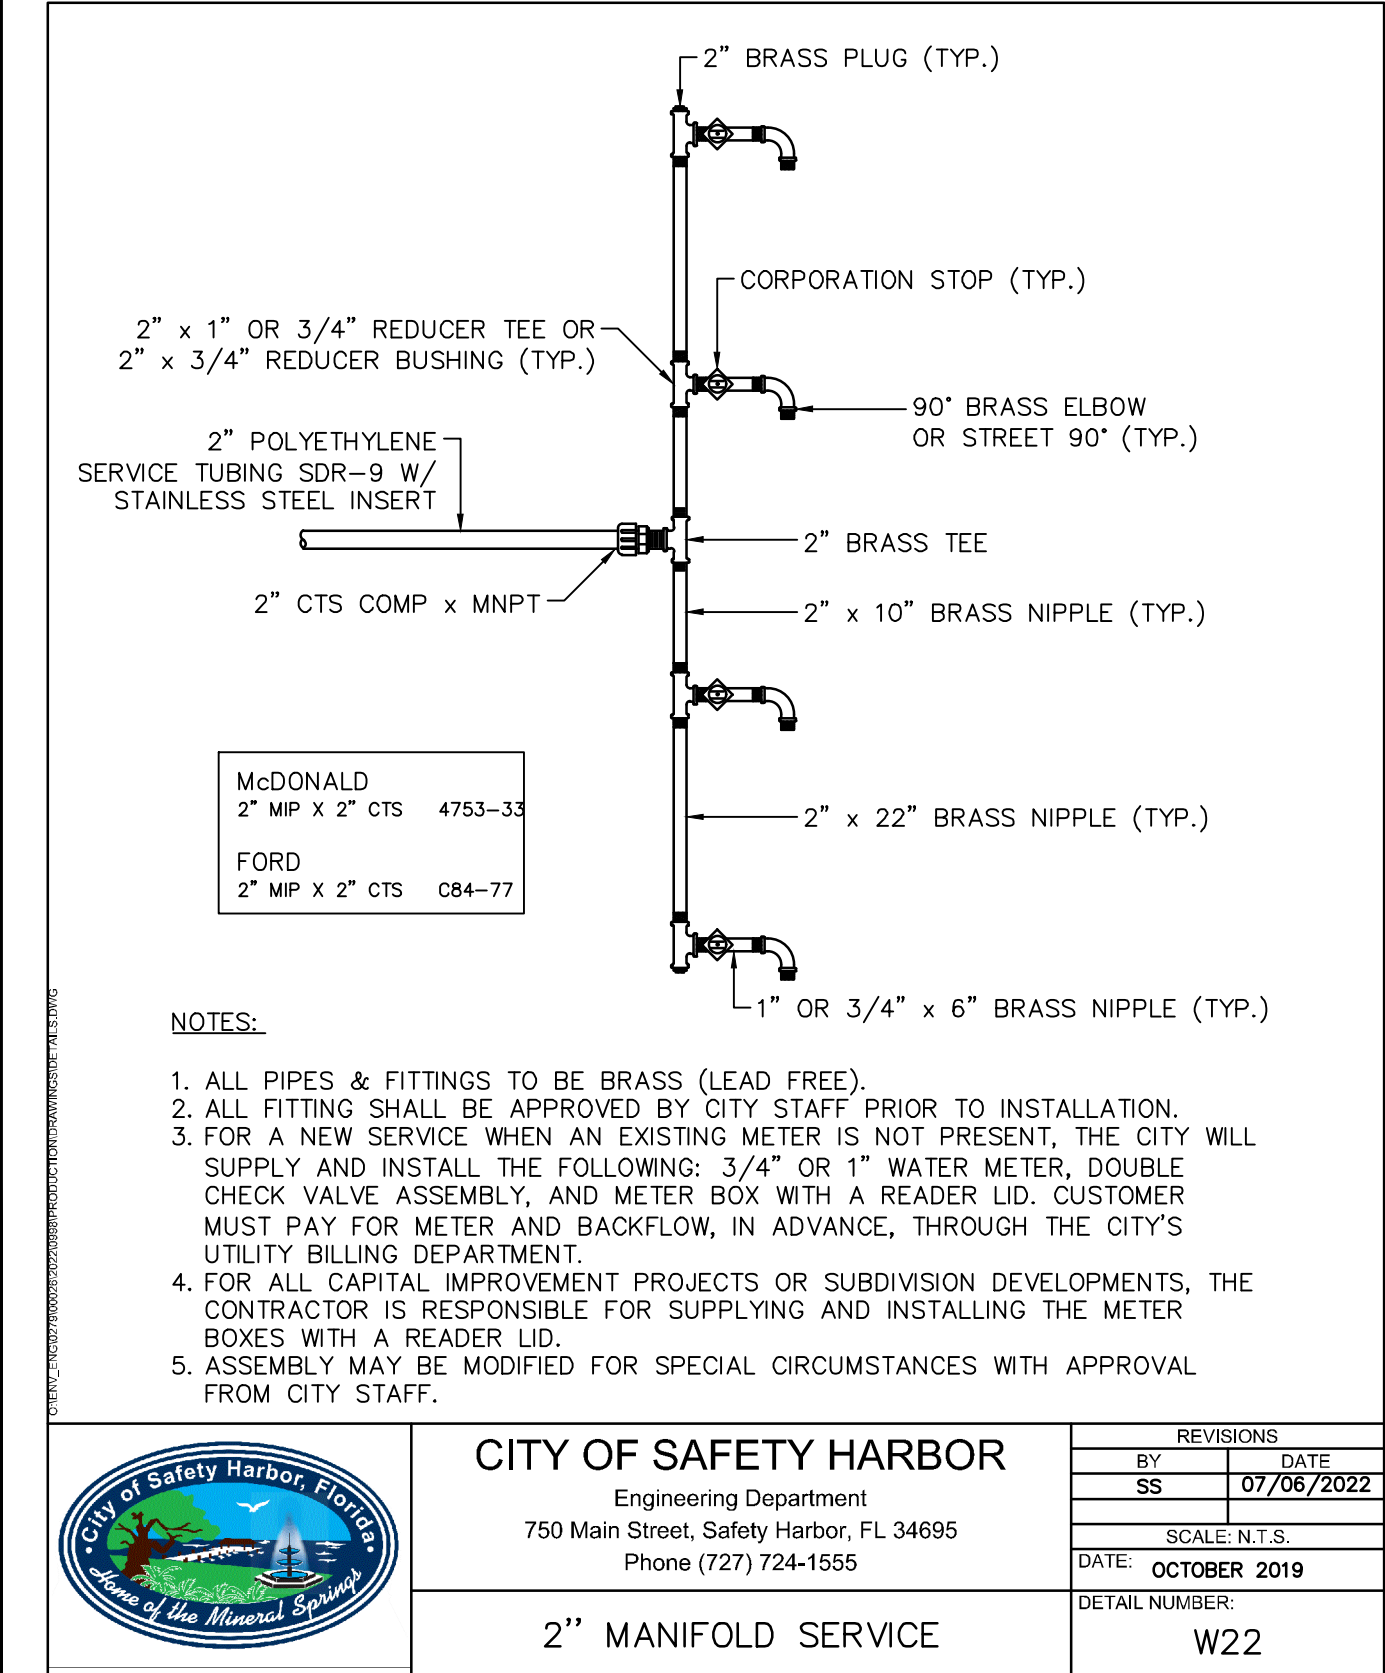 2” BRASS PLUG (TYP.)
CORPORATION STOP (TYP.)
2” x 1” OR 3/4” REDUCER TEE OR
2” x 3/4” REDUCER BUSHING (TYP.)
90° BRASS ELBOW
OR STREET 90° (TYP.)
2” POLYETHYLENE
SERVICE TUBING SDR–9 W/
STAINLESS STEEL INSERT
2” BRASS TEE
2” CTS COMP x MNPT
2” x 10” BRASS NIPPLE (TYP.)
McDONALD
2” MIP X 2” CTS 4753–33
FORD
2” MIP X 2” CTS C84–77
2” x 22” BRASS NIPPLE (TYP.)
1” OR 3/4” x 6” BRASS NIPPLE (TYP.)
NOTES:
1. ALL PIPES & FITTINGS TO BE BRASS (LEAD FREE).
2. ALL FITTING SHALL BE APPROVED BY CITY STAFF PRIOR TO INSTALLATION.
3. FOR A NEW SERVICE WHEN AN EXISTING METER IS NOT PRESENT, THE CITY WILL
SUPPLY AND INSTALL THE FOLLOWING: 3/4” OR 1” WATER METER, DOUBLE
CHECK VALVE ASSEMBLY, AND METER BOX WITH A READER LID. CUSTOMER
MUST PAY FOR METER AND BACKFLOW, IN ADVANCE, THROUGH THE CITY'S
UTILITY BILLING DEPARTMENT.
4. FOR ALL CAPITAL IMPROVEMENT PROJECTS OR SUBDIVISION DEVELOPMENTS, THE
CONTRACTOR IS RESPONSIBLE FOR SUPPLYING AND INSTALLING THE METER
BOXES WITH A READER LID.
5. ASSEMBLY MAY BE MODIFIED FOR SPECIAL CIRCUMSTANCES WITH APPROVAL
FROM CITY STAFF.
O:\ENV_ENG\0279\00026\2022\0998\PRODUCTION\DRAWINGS\DETAILS.DWG
City of Safety Harbor, Florida
Home of the Mineral Springs
CITY OF SAFETY HARBOR
Engineering Department
750 Main Street, Safety Harbor, FL 34695
Phone (727) 724-1555
2’’ MANIFOLD SERVICE
REVISIONS
BY DATE
SS 07/06/2022
SCALE: N.T.S.
DATE: OCTOBER 2019
DETAIL NUMBER:
W22